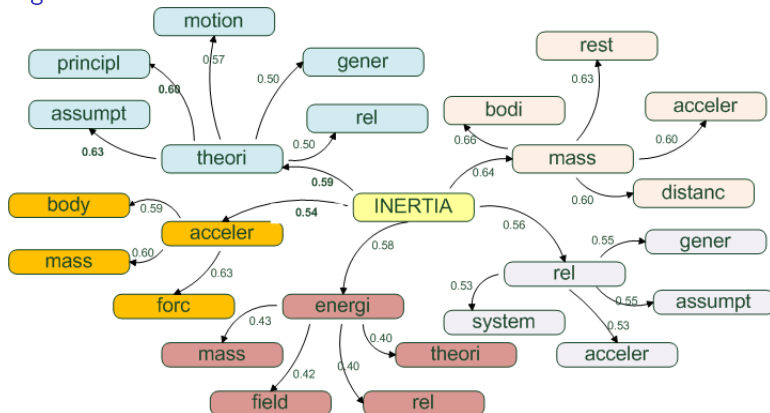 motion
rest
principl
0.57
gener
0.63
0.60
0.50
bodi
acceler
assumpt
rel
0.66
0.60
0.63
theori
0.50
mass
0.64
0.59
0.60
distanc
body
0.59
0.54
INERTIA
0.56
acceler
gener
0.55
mass
0.60
0.58
rel
0.63
0.53
0.55
assumpt
forc
energi
system
0.53
0.43
mass
0.40
theori
acceler
0.42
0.40
field
rel